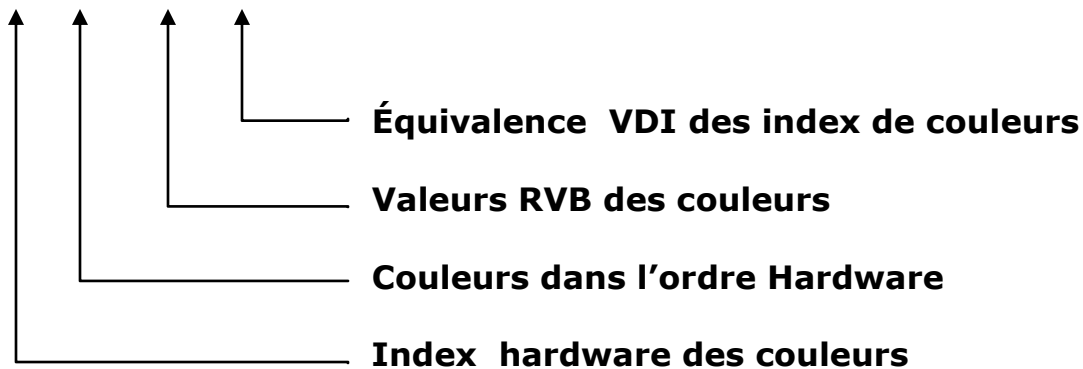 Équivalence VDI des index de couleurs
Valeurs RVB des couleurs
Couleurs dans l’ordre Hardware
Index hardware des couleurs